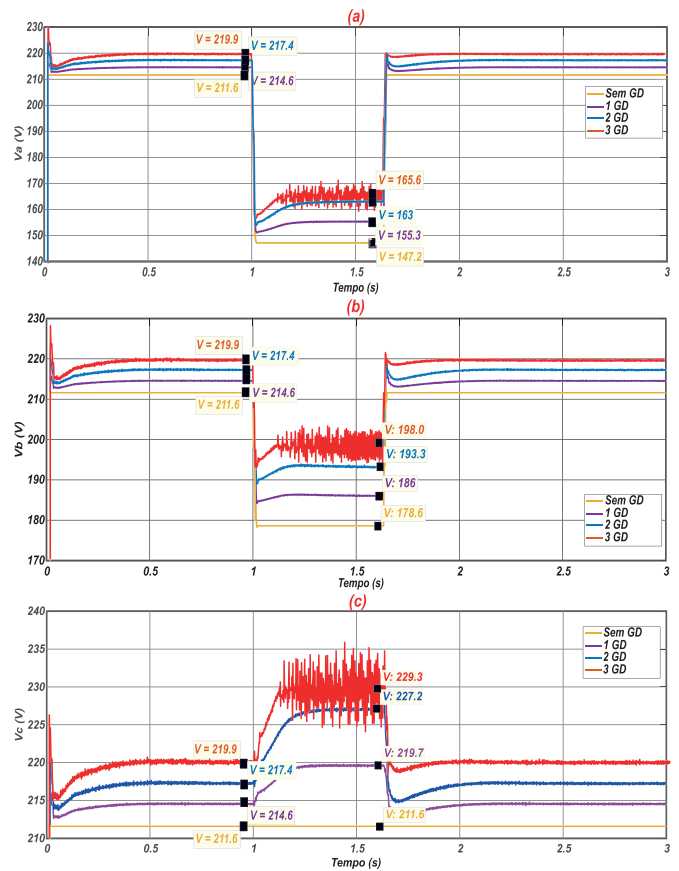 (a)
230
220
210
200
190
180
170
160
150
140
Va (V)
V = 219.9
V = 217.4
V = 211.6
V = 214.6
V = 165.6
V = 163
V = 155.3
V = 147.2
Sem GD
1 GD
2 GD
3 GD
0 0.5 1 1.5 2 2.5 3
Tempo (s)
(b)
230
220
210
200
190
180
170
Vb (V)
V = 219.9
V = 217.4
V = 211.6
V = 214.6
V: 198.0
V: 193.3
V: 186
V: 178.6
Sem GD
1 GD
2 GD
3 GD
0 0.5 1 1.5 2 2.5 3
Tempo (s)
(c)
240
235
230
225
220
215
210
Vc (V)
V = 219.9
V = 217.4
V = 214.6
V = 211.6
V: 229.3
V: 227.2
V: 219.7
V: 211.6
Sem GD
1 GD
2 GD
3 GD
0 0.5 1 1.5 2 2.5 3
Tempo (s)